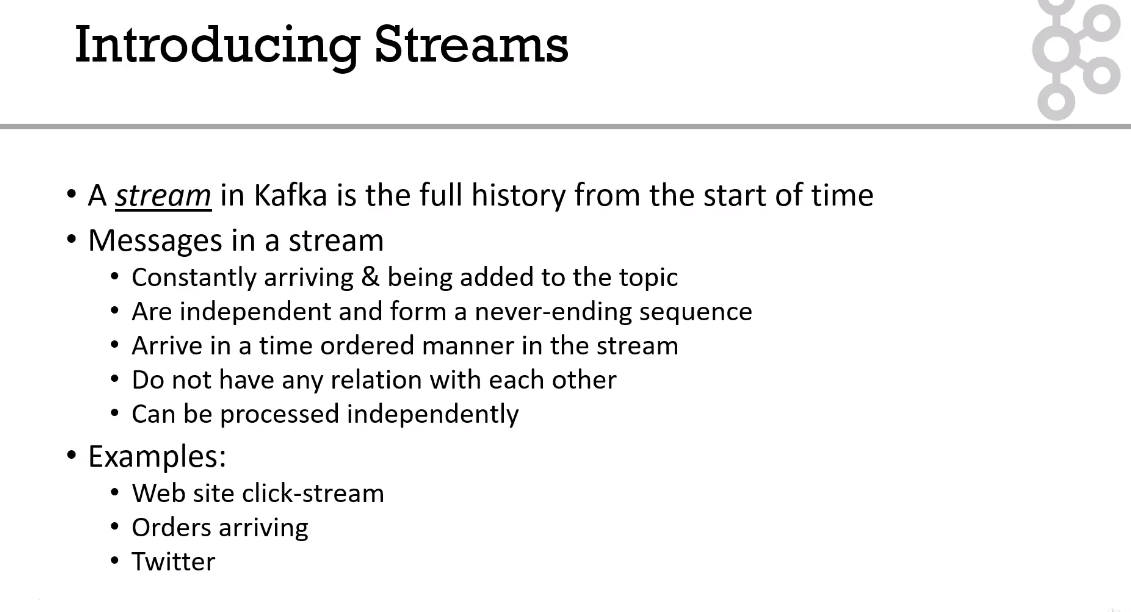 Introducing Streams
• A stream in Kafka is the full history from the start of time
• Messages in a stream
• Constantly arriving & being added to the topic
• Are independent and form a never-ending sequence
• Arrive in a time ordered manner in the stream
• Do not have any relation with each other
• Can be processed independently
• Examples:
• Web site click-stream
• Orders arriving
• Twitter